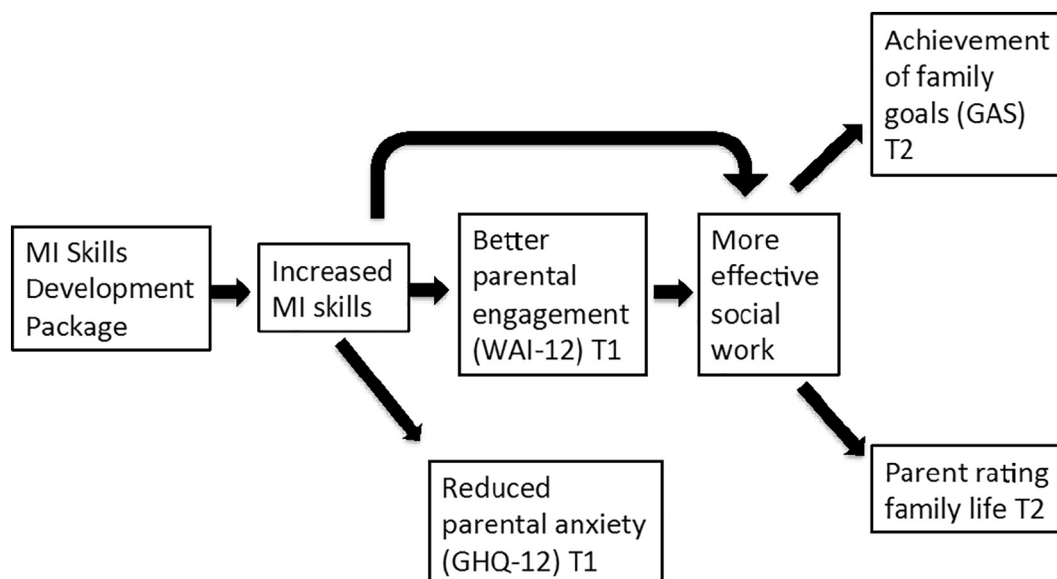 MI Skills
Development
Package
Increased
MI skills
Better
parental
engagement
(WAI-12) T1
More
effective
social
work
Achievement
of family
goals (GAS)
T2
Reduced
parental anxiety
(GHQ-12) T1
Parent rating
family life T2